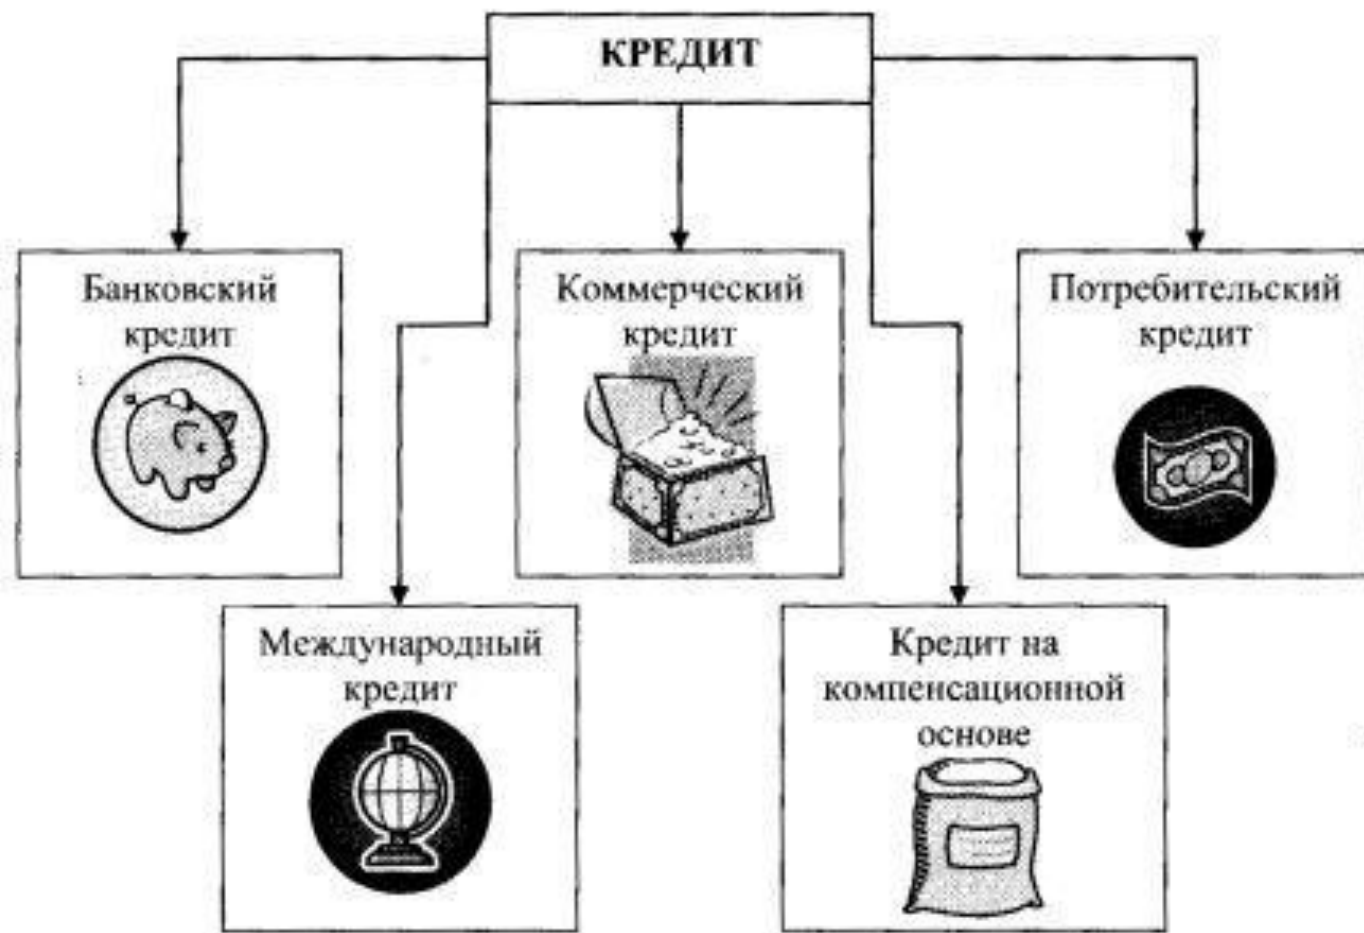 КРЕДИТ
Банковский
кредит
Коммерческий
кредит
Потребительский
кредит
Международный
кредит
Кредит на
компенсационной
основе